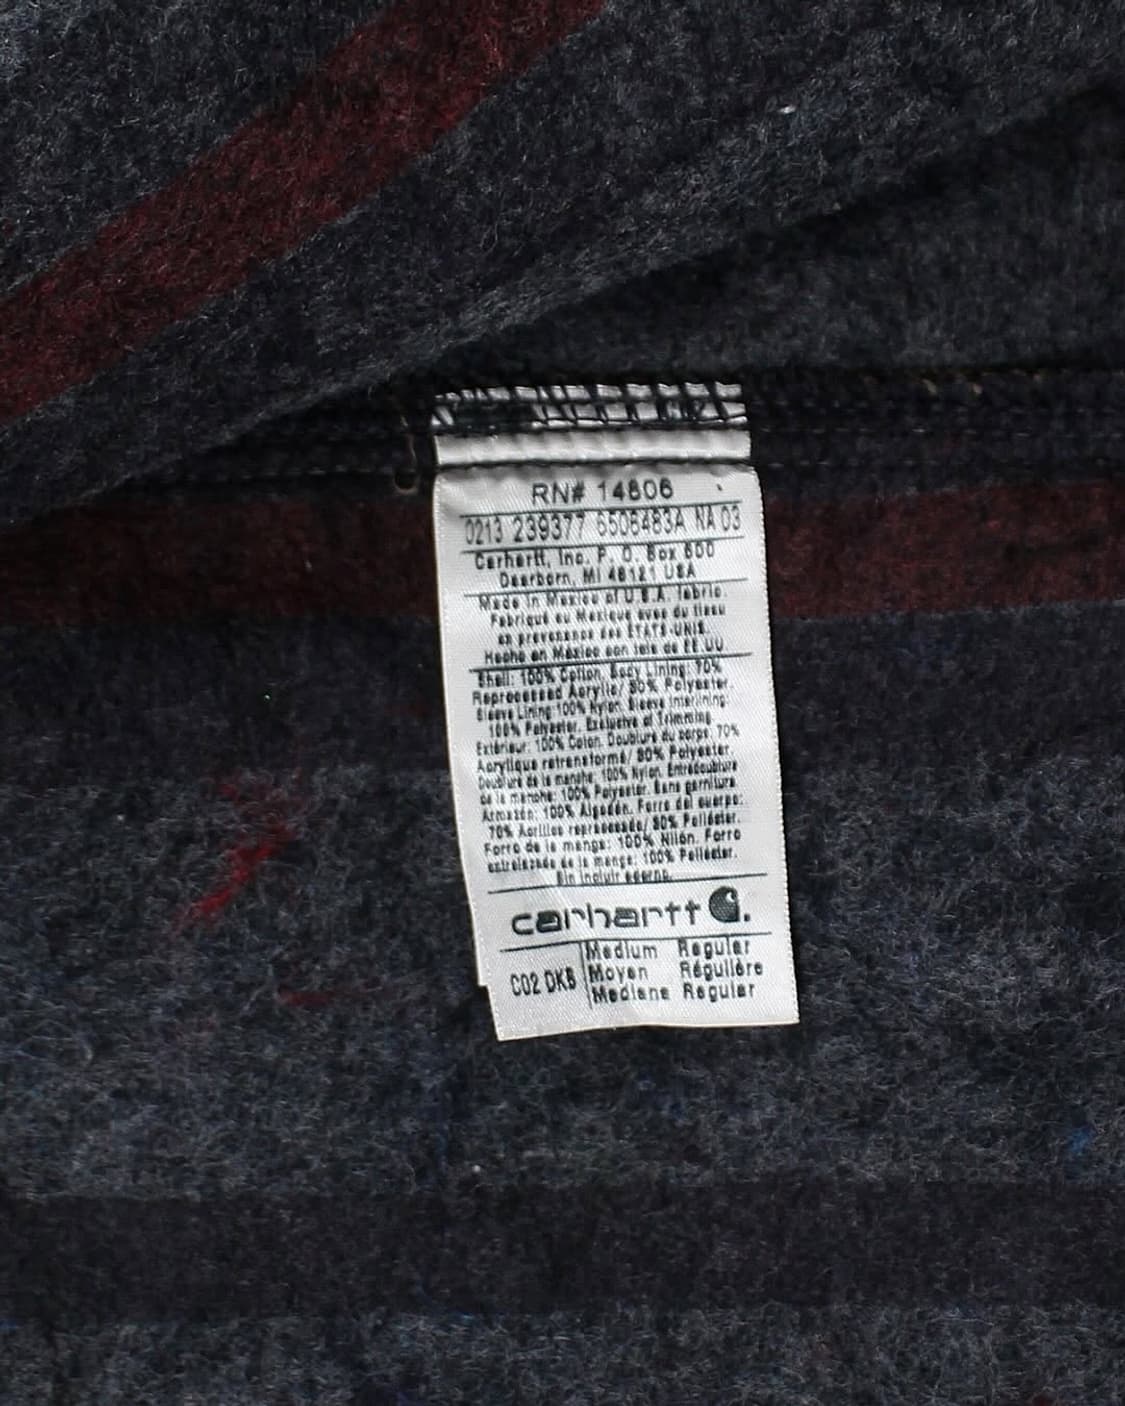 RN# 14806
0213 239377 6506483A NA 03
Carhartt, Inc. P. O. Box 600
Dearborn, MI 48121 USA
Made in Mexico of U.S.A. fabric.
Fabriqué au Mexique avec du tissu
en provenance des ÉTATS-UNIS
Hecho en México con tela de EE.UU.
Shell: 100% Cotton, Body Lining: 70%
Reprocessed Acrylic/ 30% Polyester.
Sleeve Lining:100% Nylon. Sleeve Interlining:
100% Polyester. Exclusive of Trimming.
Extérieur: 100% Coton. Doublure du corps: 70%
Acrylique retransformé/ 30% Polyester.
Doublure de la manche: 100% Nylon. Entredoublure
de la manche: 100% Polyester. Sans garniture
Armazón: 100% Algodón. Forro del cuerpo:
70% Acrílico reprocesado/ 30% Poliéster.
Forro de la manga: 100% Nilón. Forro
entrelazado de la manga: 100% Poliéster.
Sin incluir adorno.
carhartt
C02 DKB
Medium Regular
Moyen Régulière
Mediana Regular